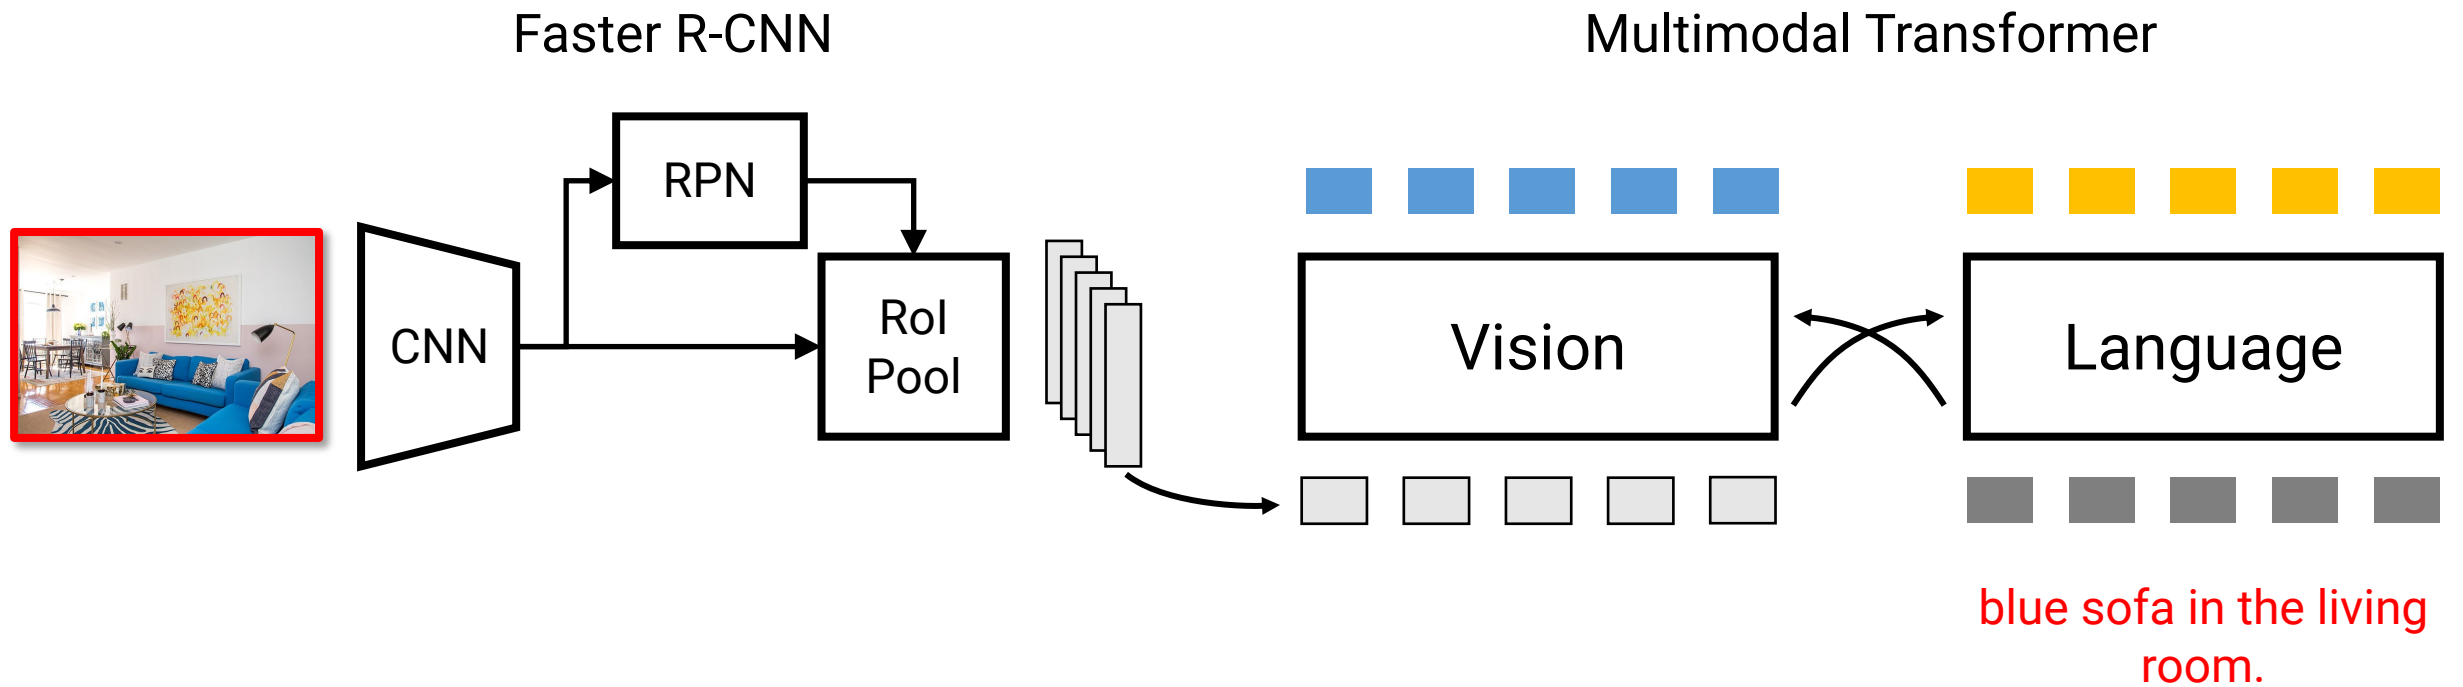 Faster R-CNN
Multimodal Transformer
RPN
CNN
RoI
Pool
Vision
Language
blue sofa in the living
room.